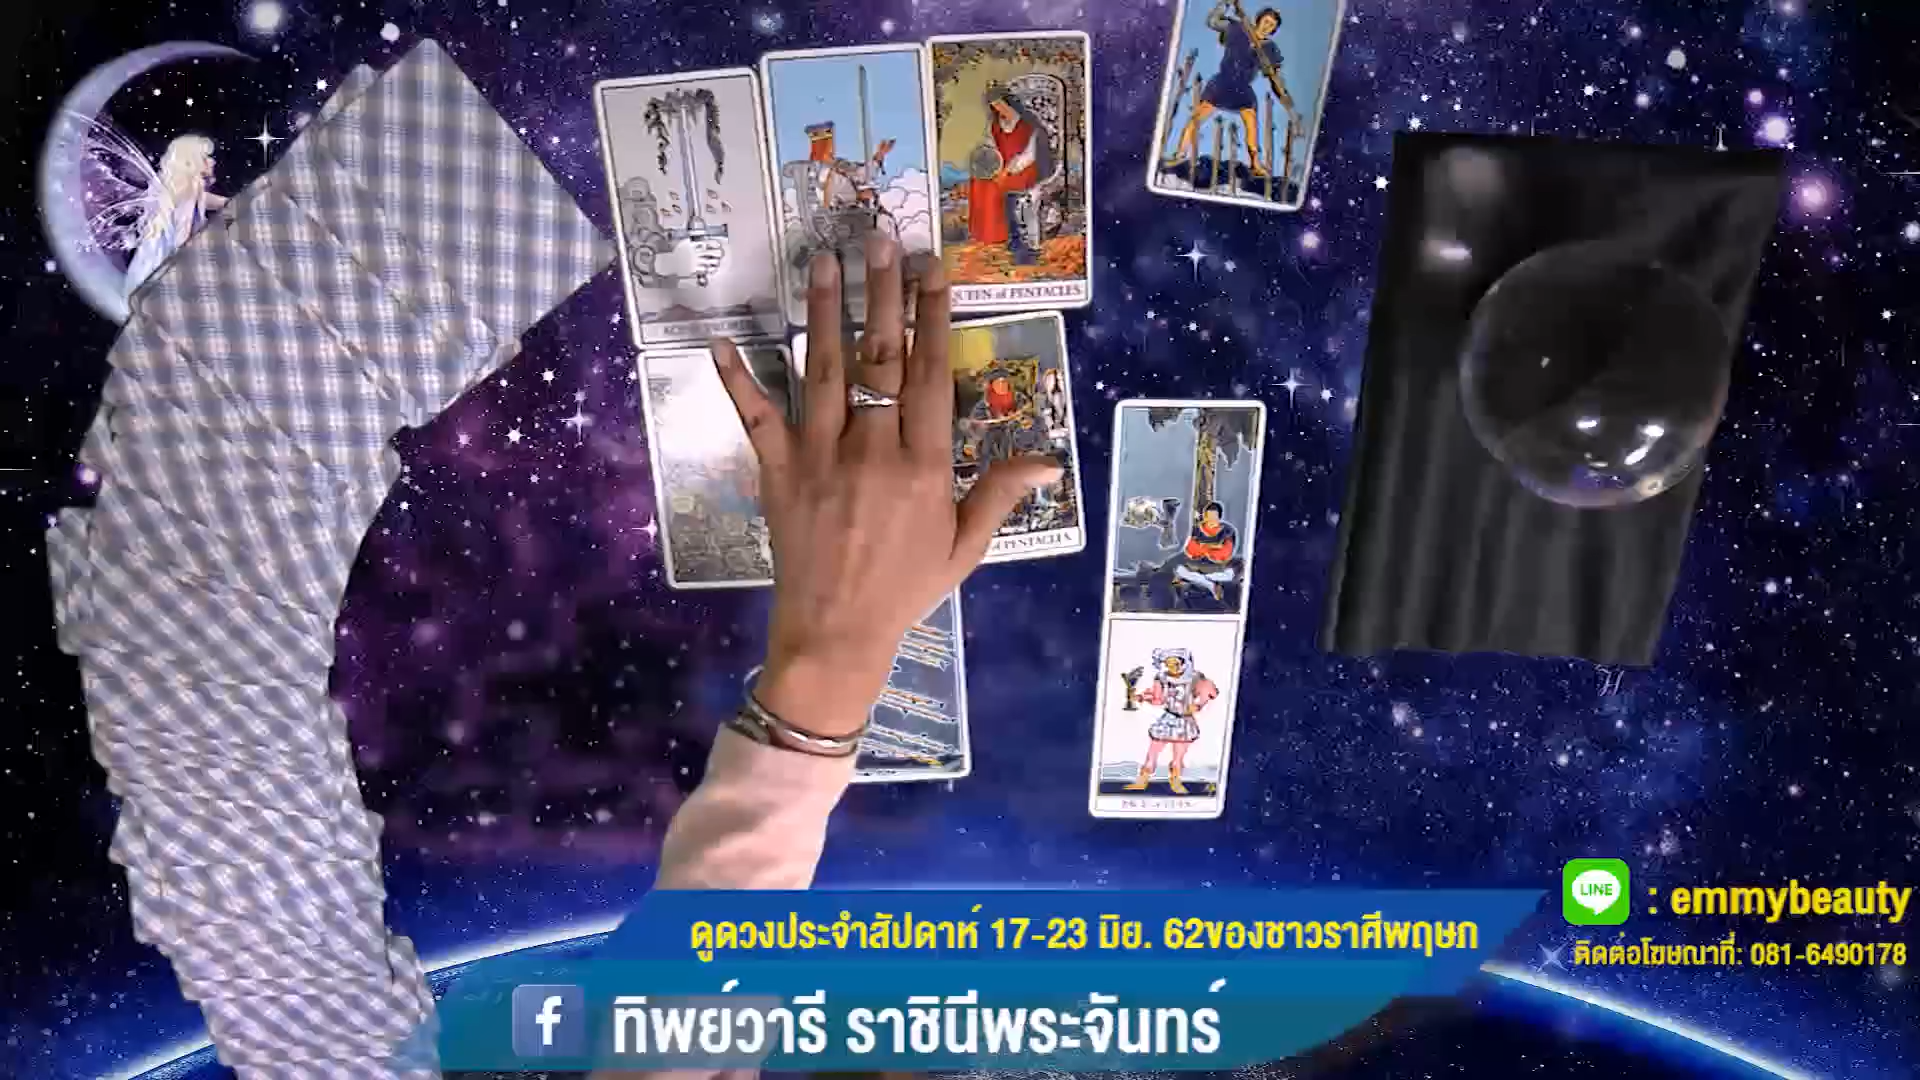 QUEEN of PENTACLES
of PENTACLES
LINE
: emmybeauty
ดูดวงประจำสัปดาห์ 17-23 มิย. 62ของชาวราศีพฤษภ
ติดต่อโฆษณาที่: 081-6490178
f ทิพย์วารี ราชินีพระจันทร์